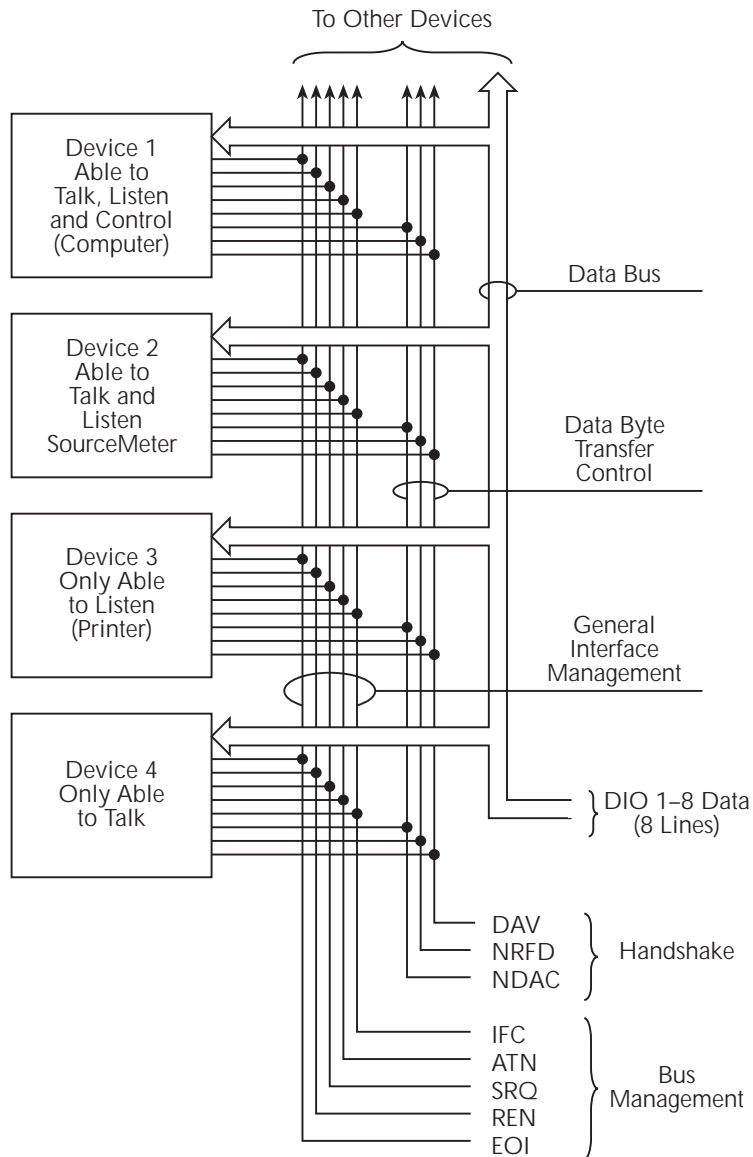 To Other Devices
Device 1
Able to
Talk, Listen
and Control
(Computer)
Data Bus
Device 2
Able to
Talk and
Listen
SourceMeter
Data Byte
Transfer
Control
Device 3
Only Able
to Listen
(Printer)
General
Interface
Management
Device 4
Only Able
to Talk
DIO 1–8 Data
(8 Lines)
DAV
NRFD
NDAC
Handshake
IFC
ATN
SRQ
REN
EOI
Bus
Management